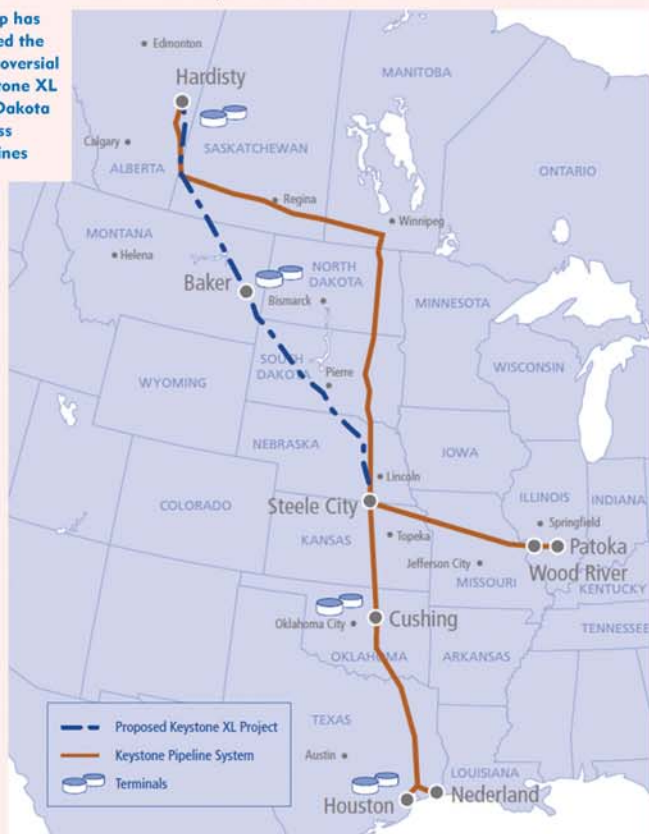 p has
ed the
oversial
tone XL
Dakota
ss
ines
Edmonton
Hardisty
MANITOBA
Calgary
SASKATCHEWAN
ALBERTA
ONTARIO
Regina
Winnipeg
MONTANA
Helena
NORTH
DAKOTA
Baker
Bismarck
MINNESOTA
SOUTH
DAKOTA
Pierre
WISCONSIN
WYOMING
NEBRASKA
IOWA
Lincoln
Steele City
ILLINOIS
INDIANA
COLORADO
KANSAS
Topeka
Springfield
Patoka
Jefferson City
Wood River
MISSOURI
KENTUCKY
Oklahoma City
Cushing
TENNESSEE
OKLAHOMA
ARKANSAS
Proposed Keystone XL Project
Keystone Pipeline System
Terminals
TEXAS
Austin
LOUISIANA
Houston
Nederland